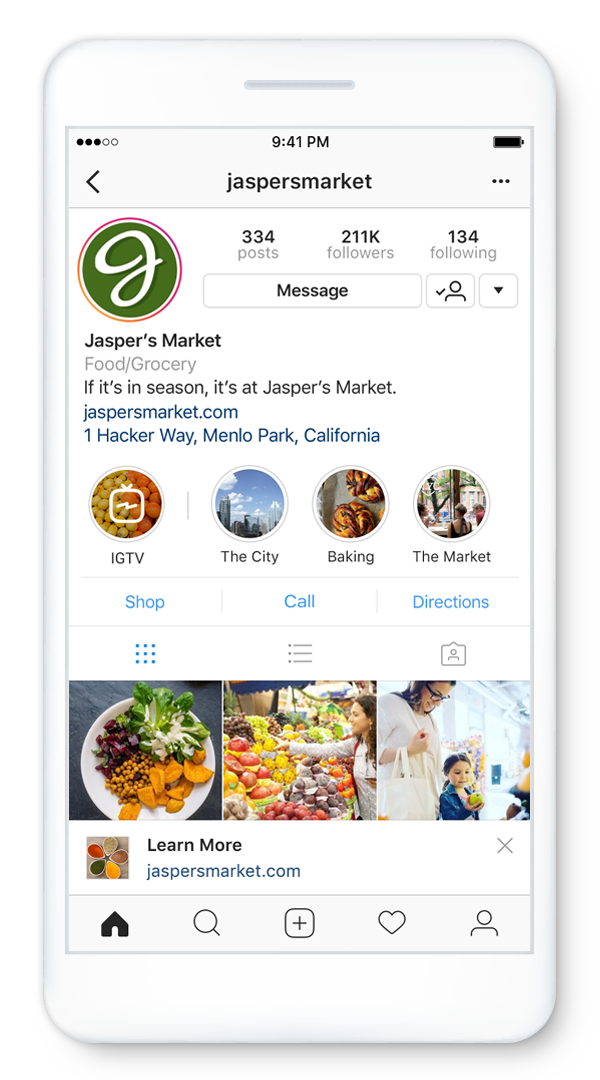 9:41 PM
jaspersmarket
334 211K 134
posts followers following
Message
Jasper's Market
Food/Grocery
If it's in season, it's at Jasper's Market.
jaspersmarket.com
1 Hacker Way, Menlo Park, California
IGTV The City Baking The Market
Shop Call Directions
Learn More
jaspersmarket.com